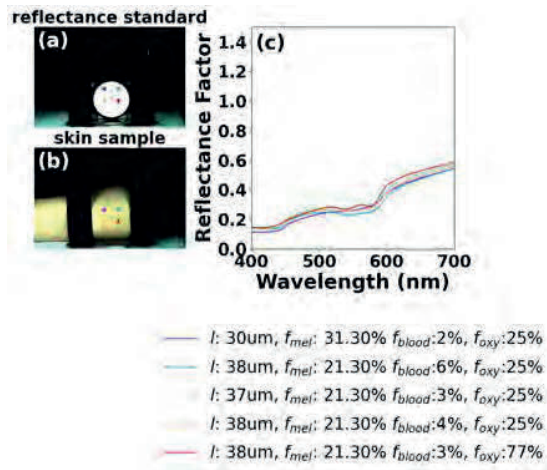 reflectance standard
(a)
skin sample
(b)
(c)
Reflectance Factor
1.4
1.2
1.0
0.8
0.6
0.4
0.2
0.0
400 500 600 700
Wavelength (nm)
l: 30um, fmel: 31.30% fblood:2%, foxy:25%
l: 38um, fmel: 21.30% fblood:6%, foxy:25%
l: 37um, fmel: 21.30% fblood:3%, foxy:25%
l: 38um, fmel: 21.30% fblood:4%, foxy:25%
l: 38um, fmel: 21.30% fblood:3%, foxy:77%